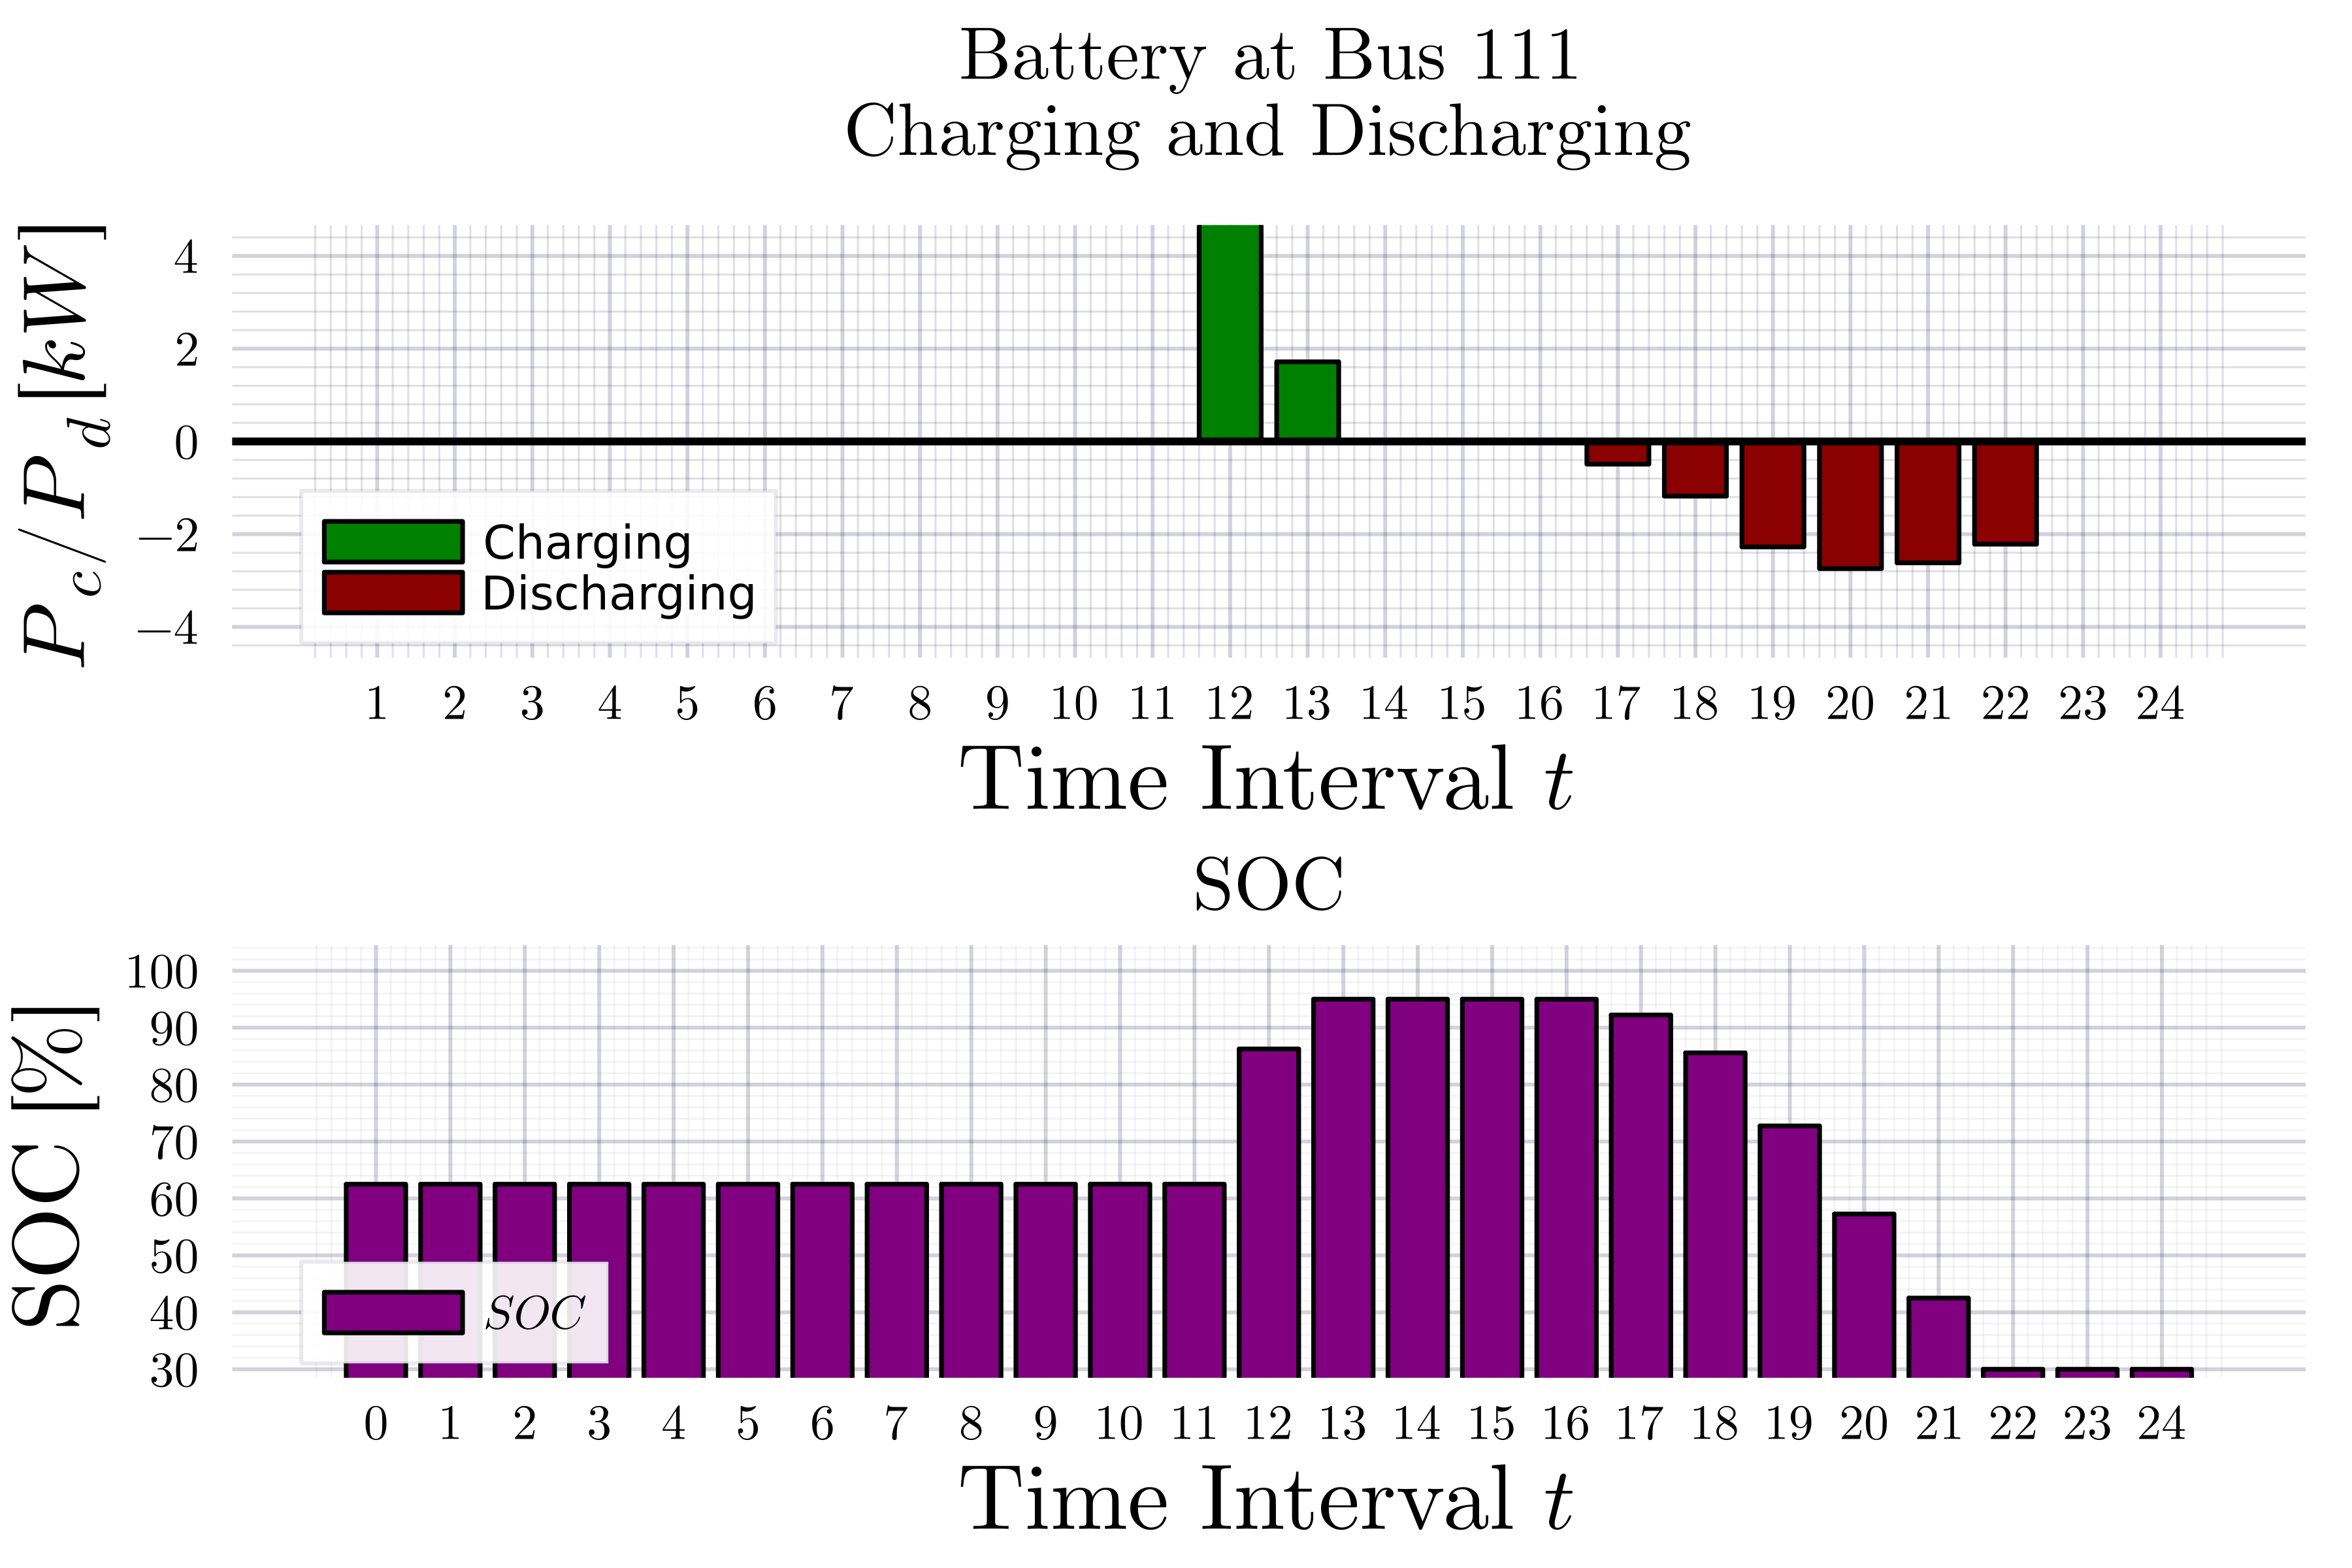 Battery at Bus 111
Charging and Discharging
P_c/P_d [kW]
4
2
0
−2
−4
Charging
Discharging
1 2 3 4 5 6 7 8 9 10 11 12 13 14 15 16 17 18 19 20 21 22 23 24
Time Interval t
SOC
SOC [%]
100
90
80
70
60
50
40
30
SOC
0 1 2 3 4 5 6 7 8 9 10 11 12 13 14 15 16 17 18 19 20 21 22 23 24
Time Interval t